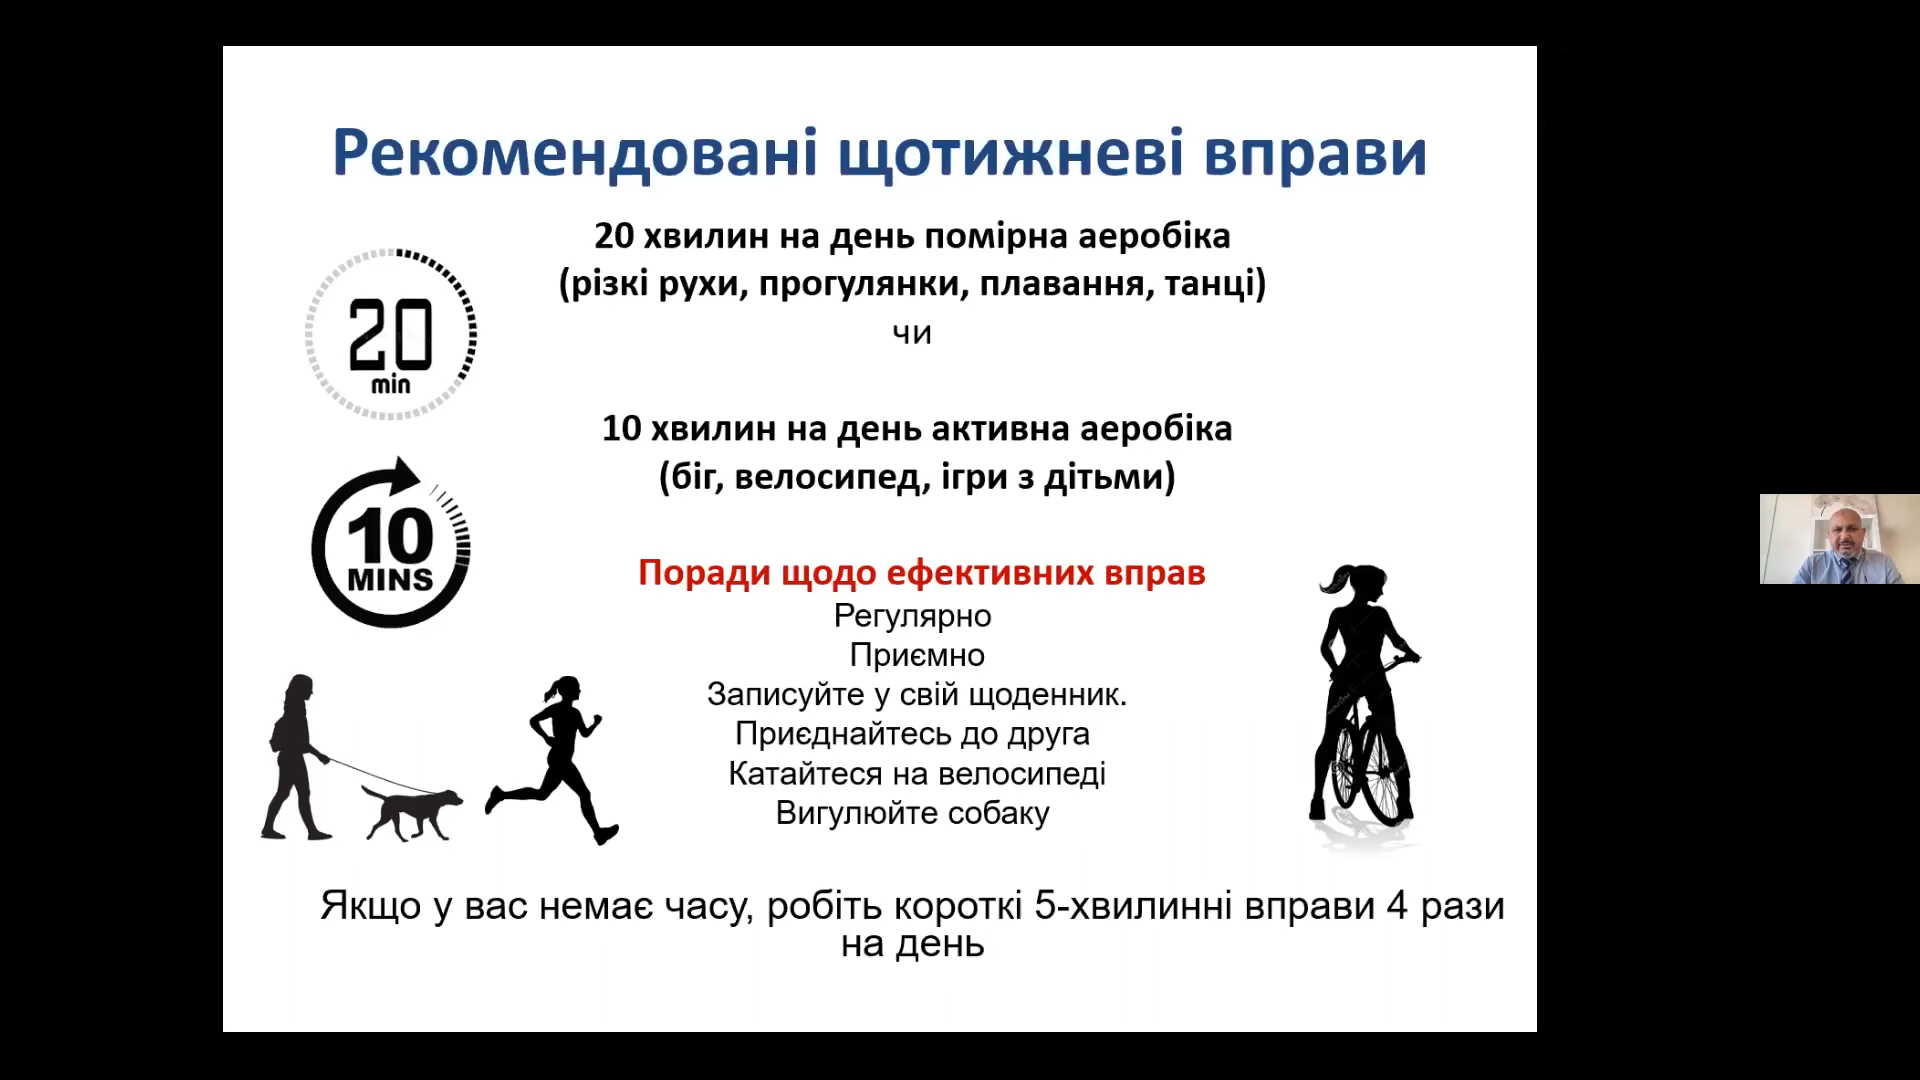 Рекомендовані щотижневі вправи
20 хвилин на день помірна аеробіка
(різкі рухи, прогулянки, плавання, танці)
чи
20
min
10 хвилин на день активна аеробіка
(біг, велосипед, ігри з дітьми)
10
MINS
Поради щодо ефективних вправ
Регулярно
Приємно
Записуйте у свій щоденник.
Приєднайтесь до друга
Катайтеся на велосипеді
Вигулюйте собаку
Якщо у вас немає часу, робіть короткі 5-хвилинні вправи 4 рази
на день